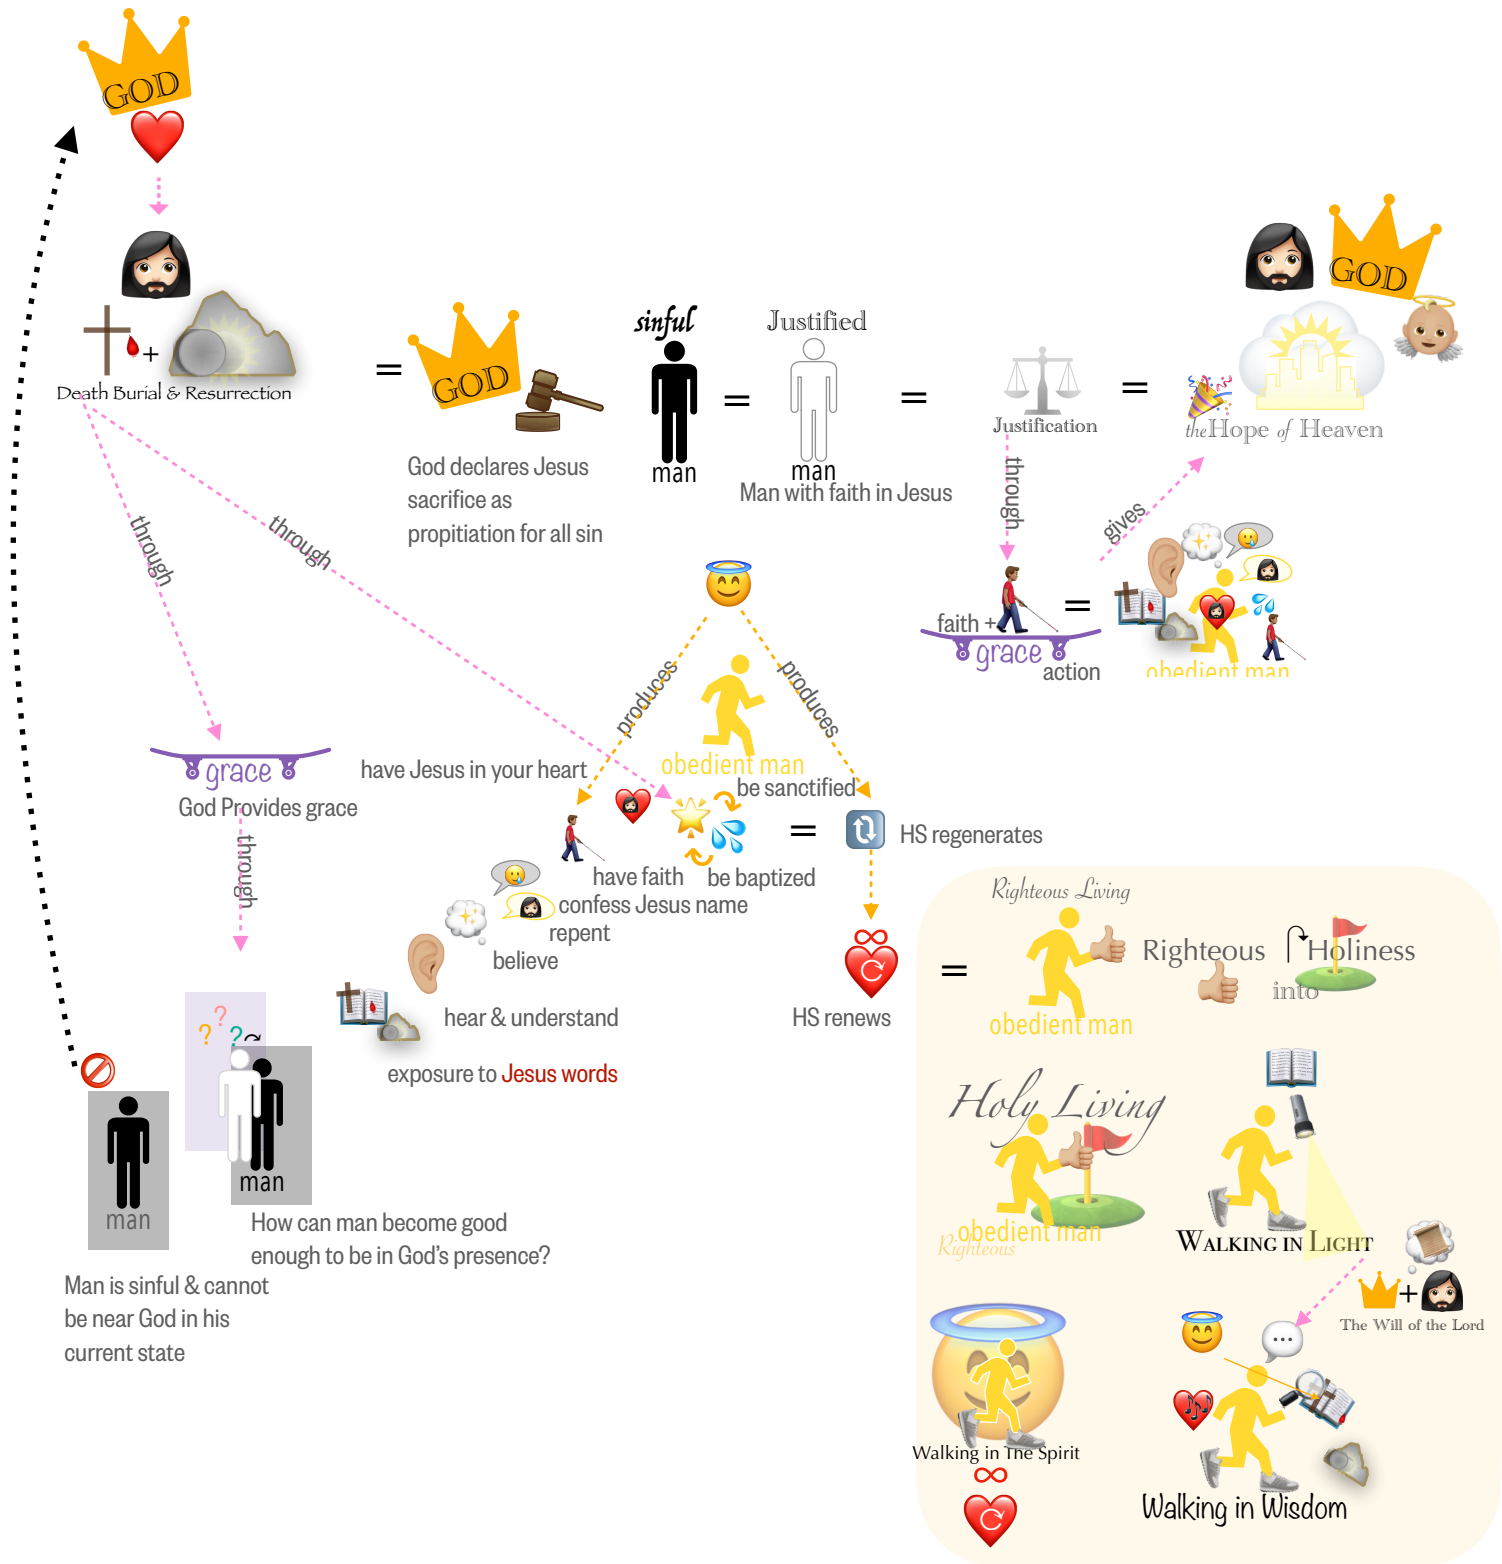 GOD
GOD
sinful
Justified
GOD
GOD
Death Burial & Resurrection
=
=
=
=
+
man
man
Justification
the Hope of Heaven
God declares Jesus
sacrifice as
propitiation for all sin
Man with faith in Jesus
through
through
through
gives
faith +
=
grace
action
obedient man
produces
produces
grace
God Provides grace
through
have Jesus in your heart
obedient man
be sanctified
=
HS regenerates
have faith
be baptized
confess Jesus name
repent
believe
hear & understand
exposure to Jesus words
HS renews
? ? ?
man
man
How can man become good
enough to be in God's presence?
Man is sinful & cannot
be near God in his
current state
=
Righteous Living
obedient man
Righteous
into
Holiness
Holy Living
obedient man
Righteous
WALKING IN LIGHT
+
The Will of the Lord
Walking in The Spirit
Walking in Wisdom